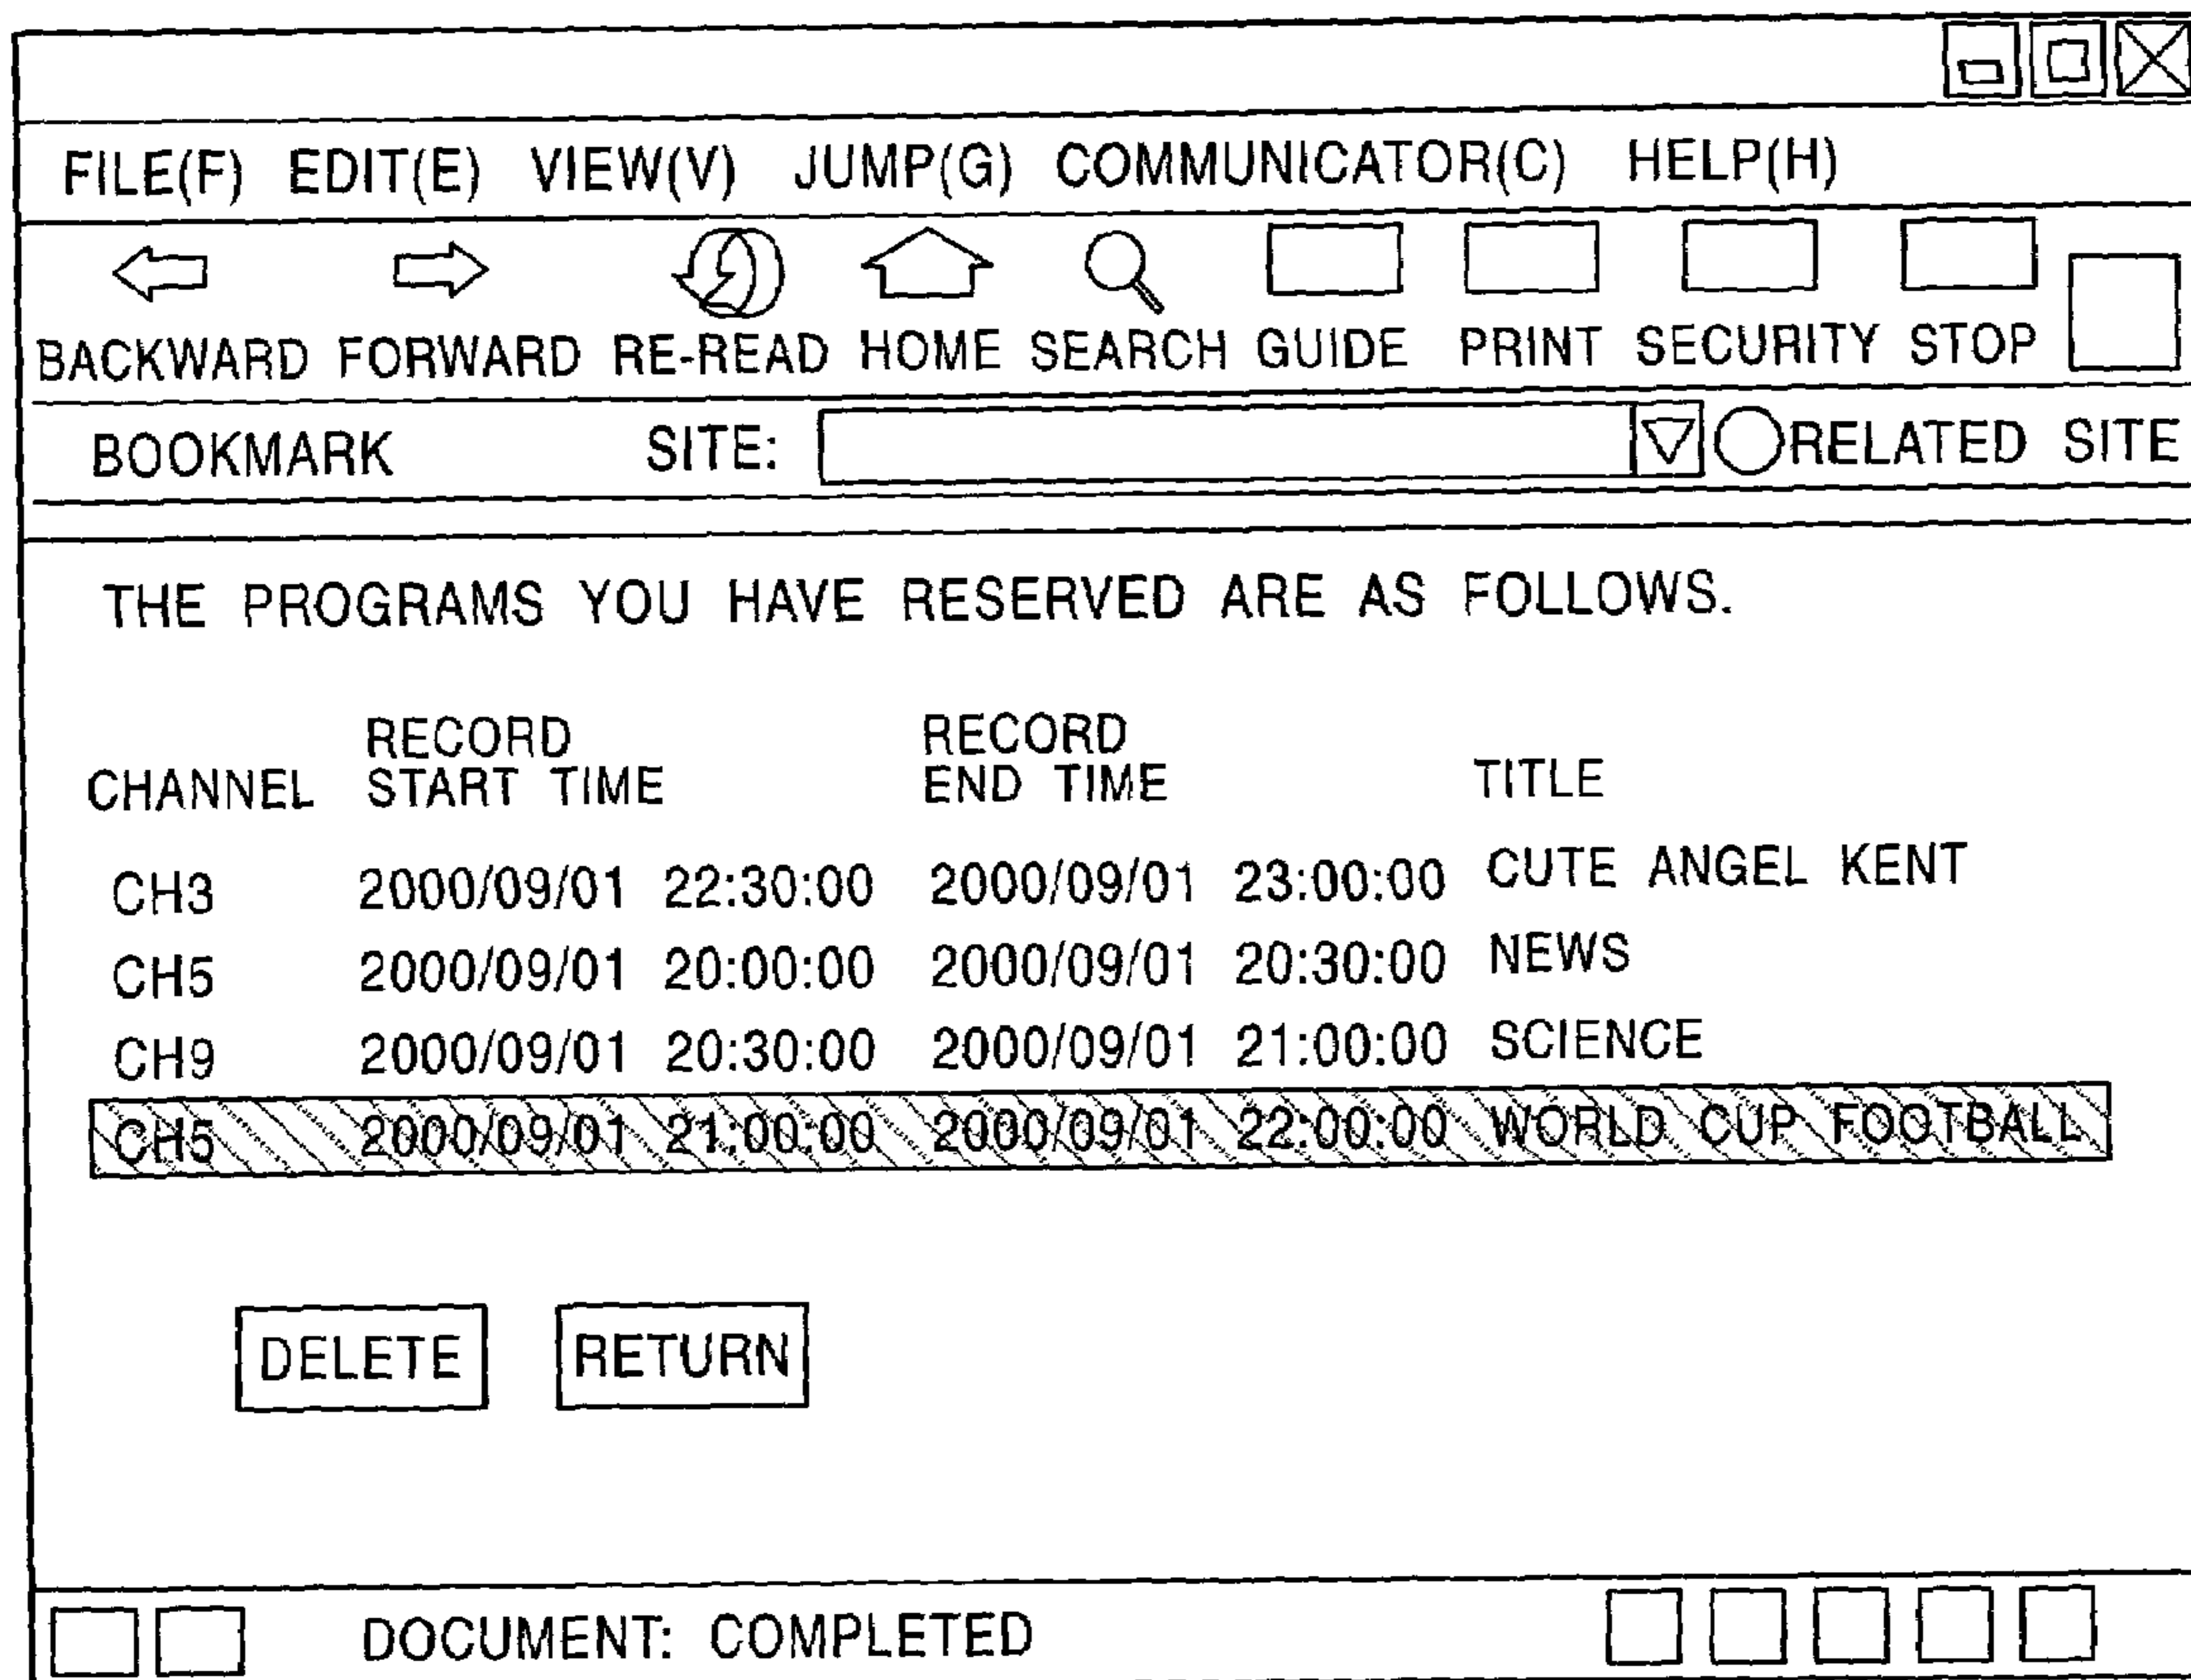 FILE(F) EDIT(E) VIEW(V) JUMP(G) COMMUNICATOR(C) HELP(H)
BACKWARD FORWARD RE-READ HOME SEARCH GUIDE PRINT SECURITY STOP
BOOKMARK SITE: RELATED SITE
THE PROGRAMS YOU HAVE RESERVED ARE AS FOLLOWS.
RECORD RECORD
CHANNEL START TIME END TIME TITLE
CH3 2000/09/01 22:30:00 2000/09/01 23:00:00 CUTE ANGEL KENT
CH5 2000/09/01 20:00:00 2000/09/01 20:30:00 NEWS
CH9 2000/09/01 20:30:00 2000/09/01 21:00:00 SCIENCE
CH5 2000/09/01 21:00:00 2000/09/01 22:00:00 WORLD CUP FOOTBALL
DELETE RETURN
DOCUMENT: COMPLETED